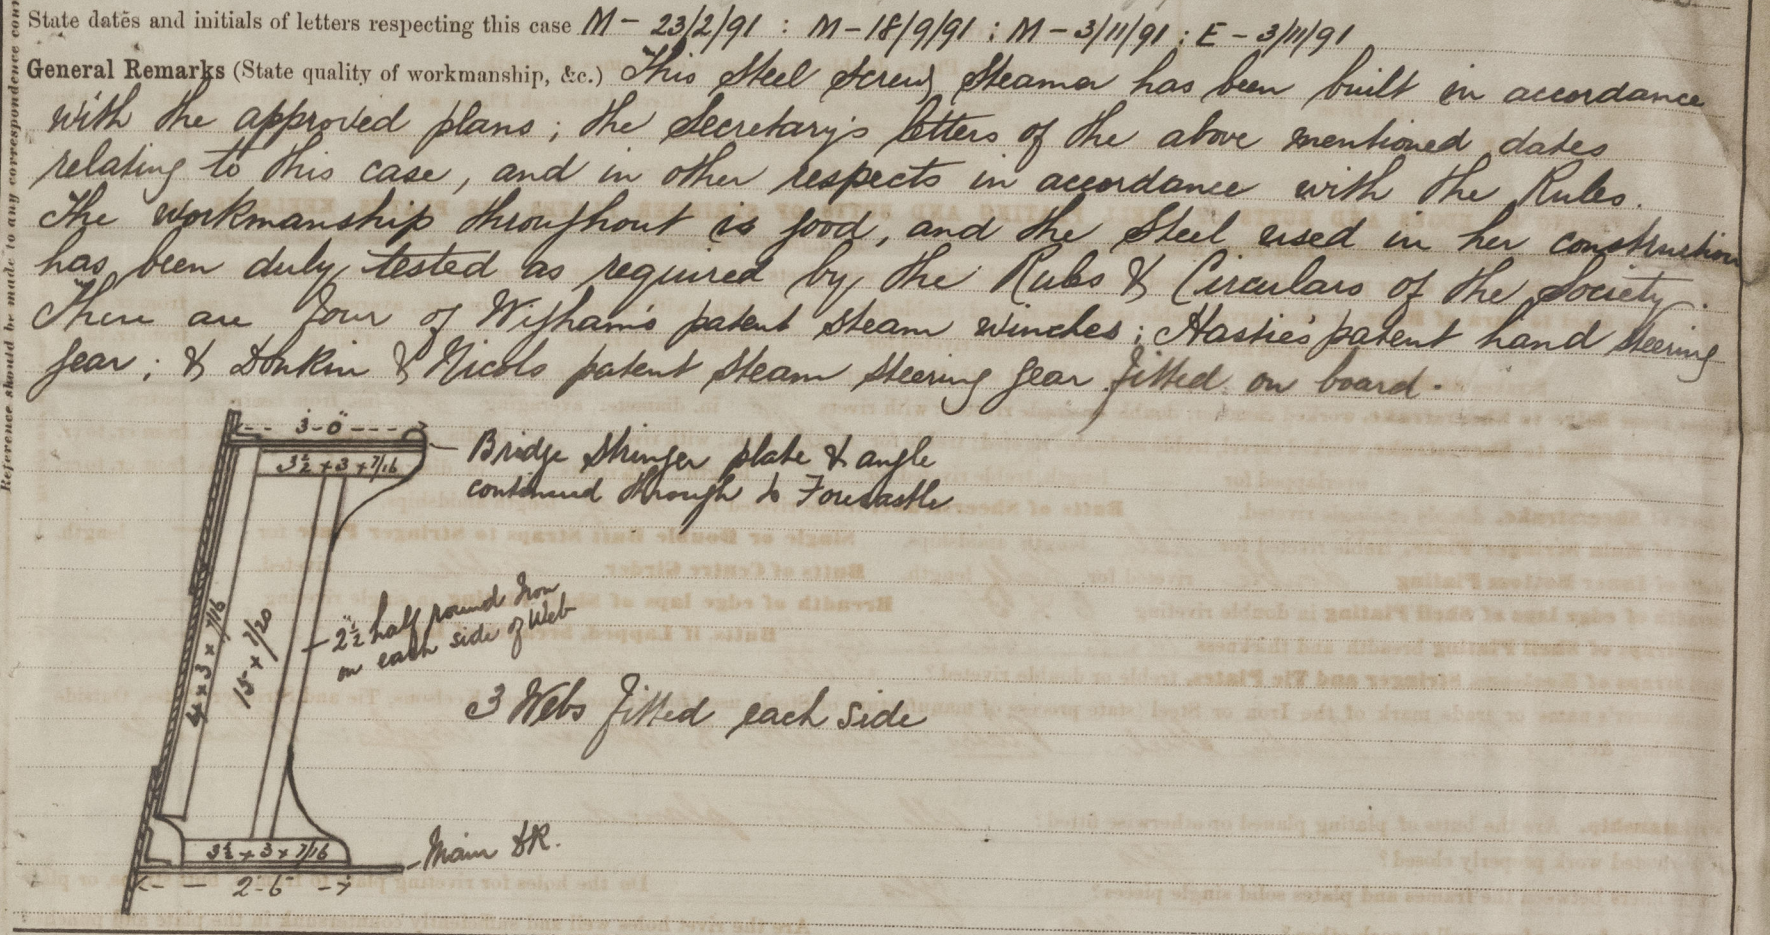 State dates and initials of letters respecting this case M - 23/2/91 : M - 18/9/91 : M - 3/11/91 : E - 3/11/91
General Remarks (State quality of workmanship, &c.) This Steel Screw Steamer has been built in accordance
with the approved plans ; the Secretary's letters of the above mentioned dates
relating to this case, and in other respects in accordance with the Rules.
The workmanship throughout is good, and the Steel used in her construction
has been duly tested as required by the Rules & Circulars of the Society.
There are four of Wigham's patent steam winches ; Hastie's patent hand steering
gear ; & Donkin & Nicols patent steam steering gear fitted on board.
3-0"
3½ x 3 x 7/16
Bridge Stringer plate & angle
continued through to Forecastle
4 x 3 x 7/16
15 x 7/20
2½" half round Iron
on each side of Web
3 Webs fitted each side
3½ x 3 x 7/16
Main DK.
2-6
Reference should be made to any correspondence